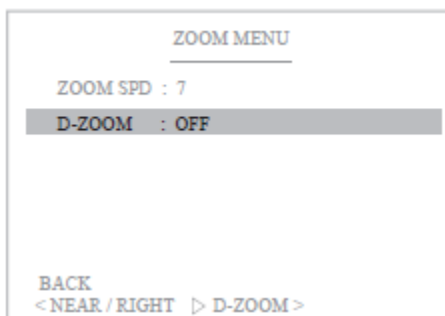 ZOOM MENU
ZOOM SPD : 7
D-ZOOM : OFF
BACK
< NEAR / RIGHT ▷ D-ZOOM >